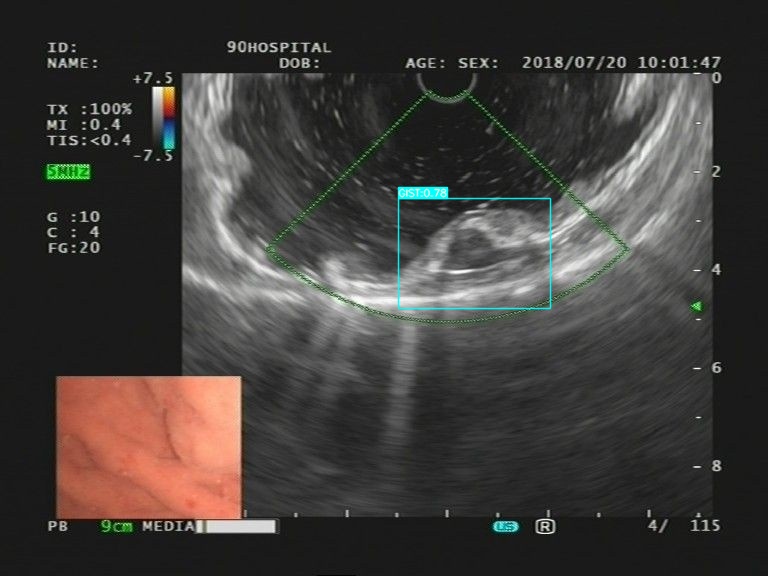 ID: 90HOSPITAL
NAME: DOB: AGE: SEX: 2018/07/20 10:01:47
+7.5
0
TX :100%
MI :0.4
TIS:<0.4
-7.5
5MHz
2
GIST:0.78
G :10
C : 4
FG:20
4
6
8
PB 9cm MEDIA US R 4/ 115